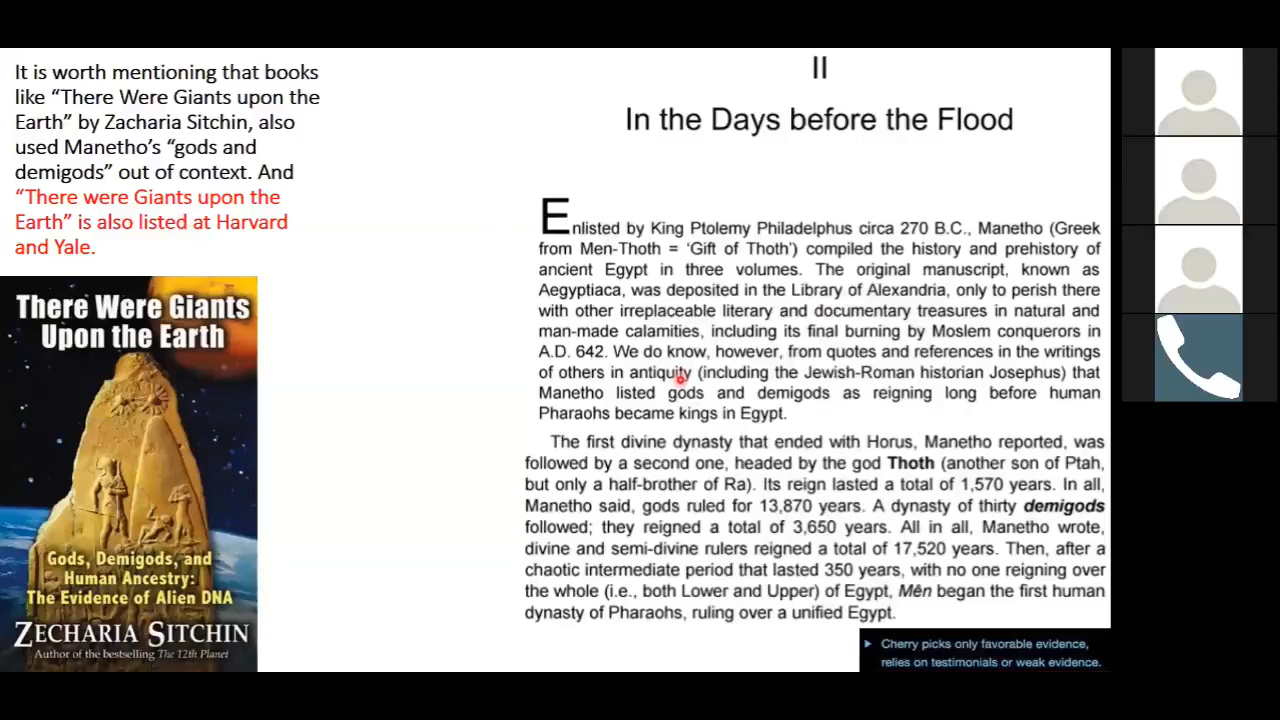 It is worth mentioning that books
like “There Were Giants upon the
Earth” by Zacharia Sitchin, also
used Manetho’s “gods and
demigods” out of context. And
“There were Giants upon the
Earth” is also listed at Harvard
and Yale.
There Were Giants
Upon the Earth
Gods, Demigods, and
Human Ancestry:
The Evidence of Alien DNA
ZECHARIA SITCHIN
Author of the bestselling The 12th Planet
II
In the Days before the Flood
Enlisted by King Ptolemy Philadelphus circa 270 B.C., Manetho (Greek
from Men-Thoth = ‘Gift of Thoth’) compiled the history and prehistory of
ancient Egypt in three volumes. The original manuscript, known as
Aegyptiaca, was deposited in the Library of Alexandria, only to perish there
with other irreplaceable literary and documentary treasures in natural and
man-made calamities, including its final burning by Moslem conquerors in
A.D. 642. We do know, however, from quotes and references in the writings
of others in antiquity (including the Jewish-Roman historian Josephus) that
Manetho listed gods and demigods as reigning long before human
Pharaohs became kings in Egypt.
The first divine dynasty that ended with Horus, Manetho reported, was
followed by a second one, headed by the god Thoth (another son of Ptah,
but only a half-brother of Ra). Its reign lasted a total of 1,570 years. In all,
Manetho said, gods ruled for 13,870 years. A dynasty of thirty demigods
followed; they reigned a total of 3,650 years. All in all, Manetho wrote,
divine and semi-divine rulers reigned a total of 17,520 years. Then, after a
chaotic intermediate period that lasted 350 years, with no one reigning over
the whole (i.e., both Lower and Upper) of Egypt, Mên began the first human
dynasty of Pharaohs, ruling over a unified Egypt.
Cherry picks only favorable evidence,
relies on testimonials or weak evidence.